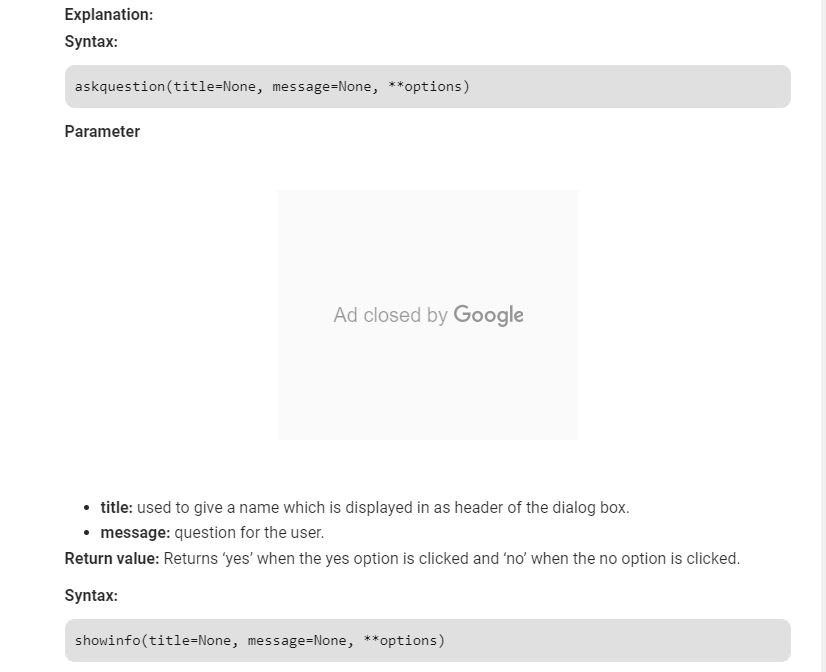 Explanation:
Syntax:
askquestion(title=None, message=None, **options)
Parameter
Ad closed by Google
• title: used to give a name which is displayed in as header of the dialog box.
• message: question for the user.
Return value: Returns ‘yes’ when the yes option is clicked and ‘no’ when the no option is clicked.
Syntax:
showinfo(title=None, message=None, **options)